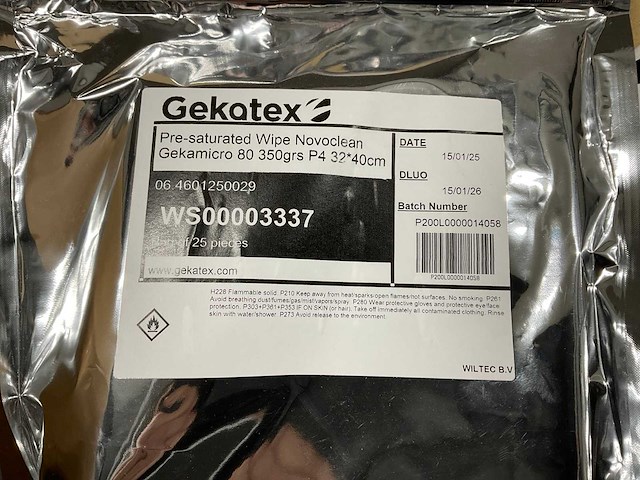 Gekatex
Pre-saturated Wipe Novoclean
Gekamicro 80 350grs P4 32*40cm
06 4601250029
WS00003337
of 25 pieces
www.gekatex.com
DATE
15/01/25
DLUO
15/01/26
Batch Number
P200L0000014058
P200L0000014058
H228 Flammable solid. P210 Keep away from heat/sparks/open flames/hot surfaces. No smoking. P261
Avoid breathing dust/fumes/gas/mist/vapors/spray. P280 Wear protective gloves and protective eye/face
protection. P303+P361+P353 IF ON SKIN (or hair). Take off immediately all contaminated clothing. Rinse
skin with water/shower. P273 Avoid release to the environment.
WILTEC B.V